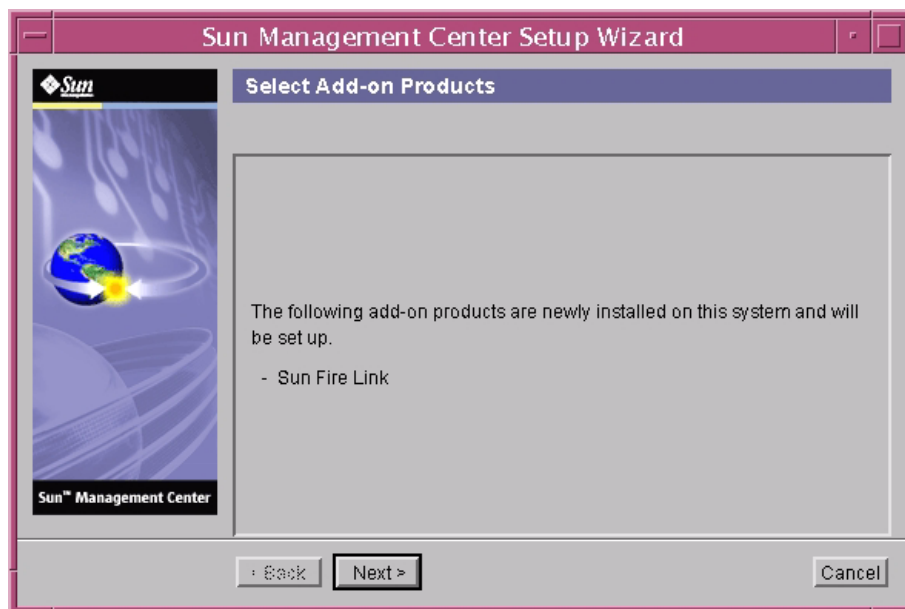 Sun Management Center Setup Wizard
Sun
Select Add-on Products
The following add-on products are newly installed on this system and will
be set up.
- Sun Fire Link
Sun™ Management Center
< Back
Next >
Cancel